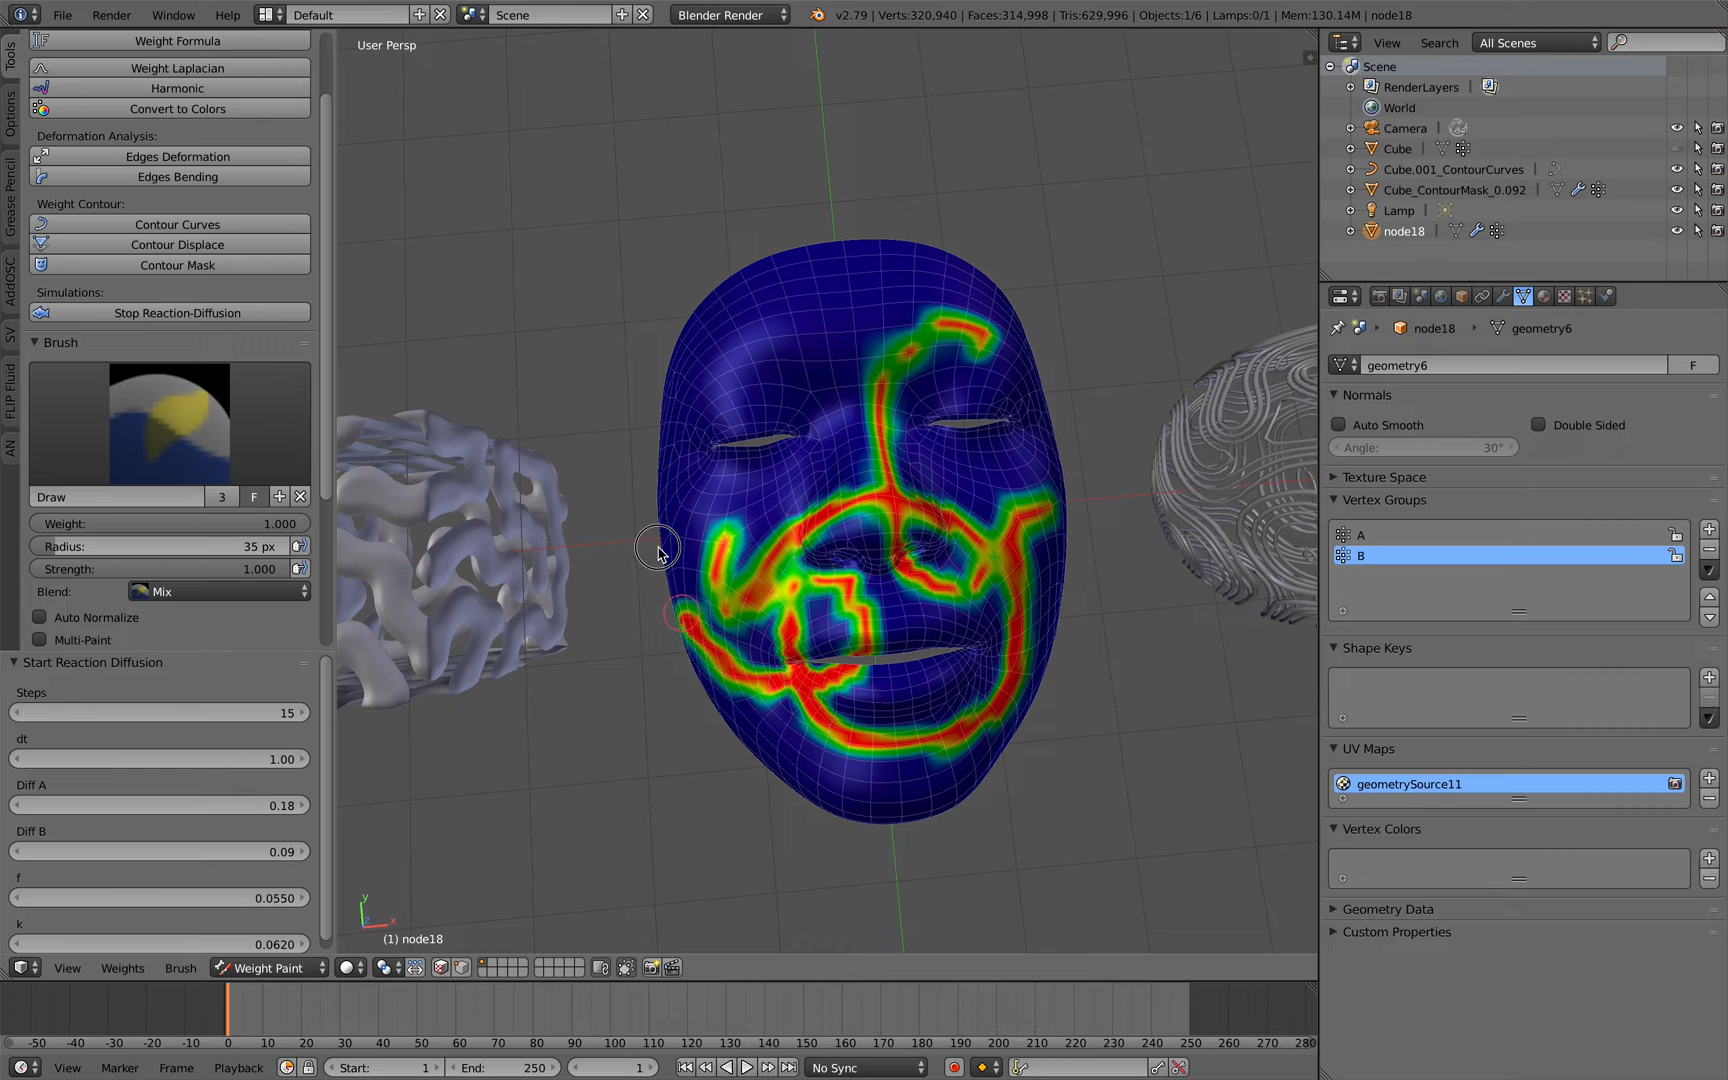 File Render Window Help Default Scene Blender Render v2.79 | Verts:320,940 | Faces:314,998 | Tris:629,996 | Objects:1/6 | Lamps:0/1 | Mem:130.14M | node18
Tools
Options
Grease Pencil
AddOSC
SV
FLIP Fluid
AN
Weight Formula
Weight Laplacian
Harmonic
Convert to Colors
Deformation Analysis:
Edges Deformation
Edges Bending
Weight Contour:
Contour Curves
Contour Displace
Contour Mask
Simulations:
Stop Reaction-Diffusion
Brush
Draw 3 F
Weight: 1.000
Radius: 35 px
Strength: 1.000
Blend: Mix
Auto Normalize
Multi-Paint
Start Reaction Diffusion
Steps
15
dt
1.00
Diff A
0.18
Diff B
0.09
f
0.0550
k
0.0620
User Persp
y
z x
(1) node18
View Weights Brush Weight Paint
-50 -40 -30 -20 -10 0 10 20 30 40 50 60 70 80 90 100 110 120 130 140 150 160 170 180 190 200 210 220 230 240 250 260 270 280
View Marker Frame Playback Start: 1 End: 250 1 No Sync
View Search All Scenes
Scene
RenderLayers |
World
Camera |
Cube |
Cube.001_ContourCurves |
Cube_ContourMask_0.092 |
Lamp |
node18 |
node18 geometry6
geometry6 F
Normals
Auto Smooth Double Sided
Angle: 30°
Texture Space
Vertex Groups
A
B
Shape Keys
UV Maps
geometrySource11
Vertex Colors
Geometry Data
Custom Properties